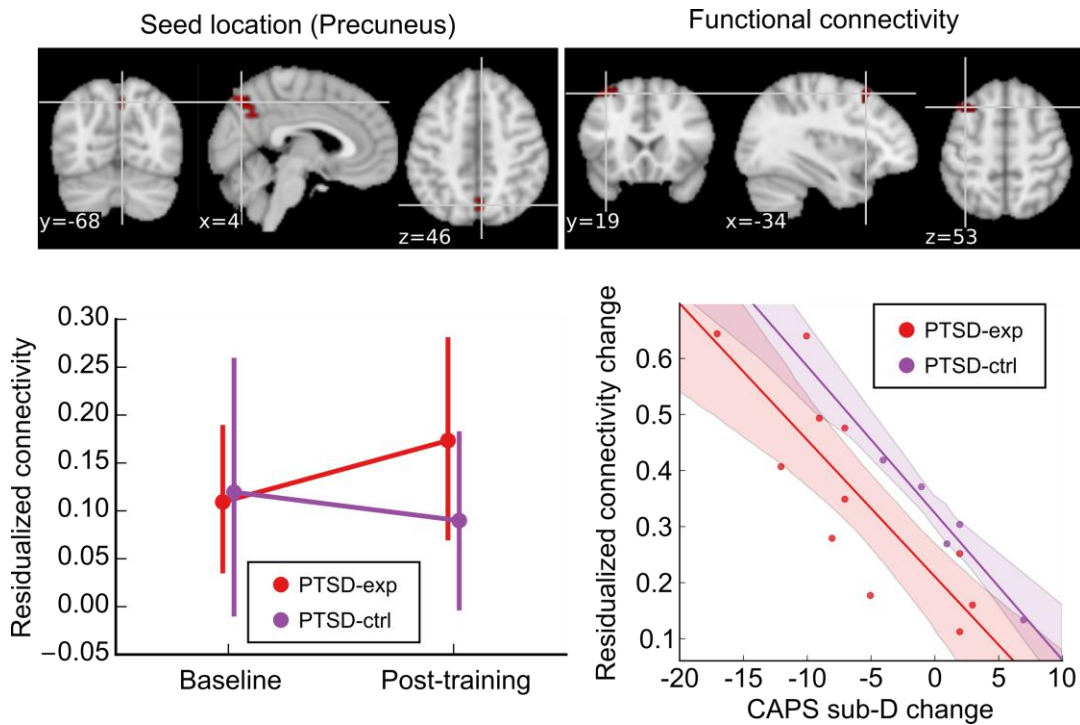 Seed location (Precuneus)
Functional connectivity
y=-68
x=4
z=46
y=19
x=-34
z=53
Residualized connectivity
0.30
0.25
0.20
0.15
0.10
0.05
0.00
−0.05
PTSD-exp
PTSD-ctrl
Baseline
Post-training
Residualized connectivity change
0.6
0.5
0.4
0.3
0.2
0.1
PTSD-exp
PTSD-ctrl
-20
-15
-10
-5
0
5
10
CAPS sub-D change